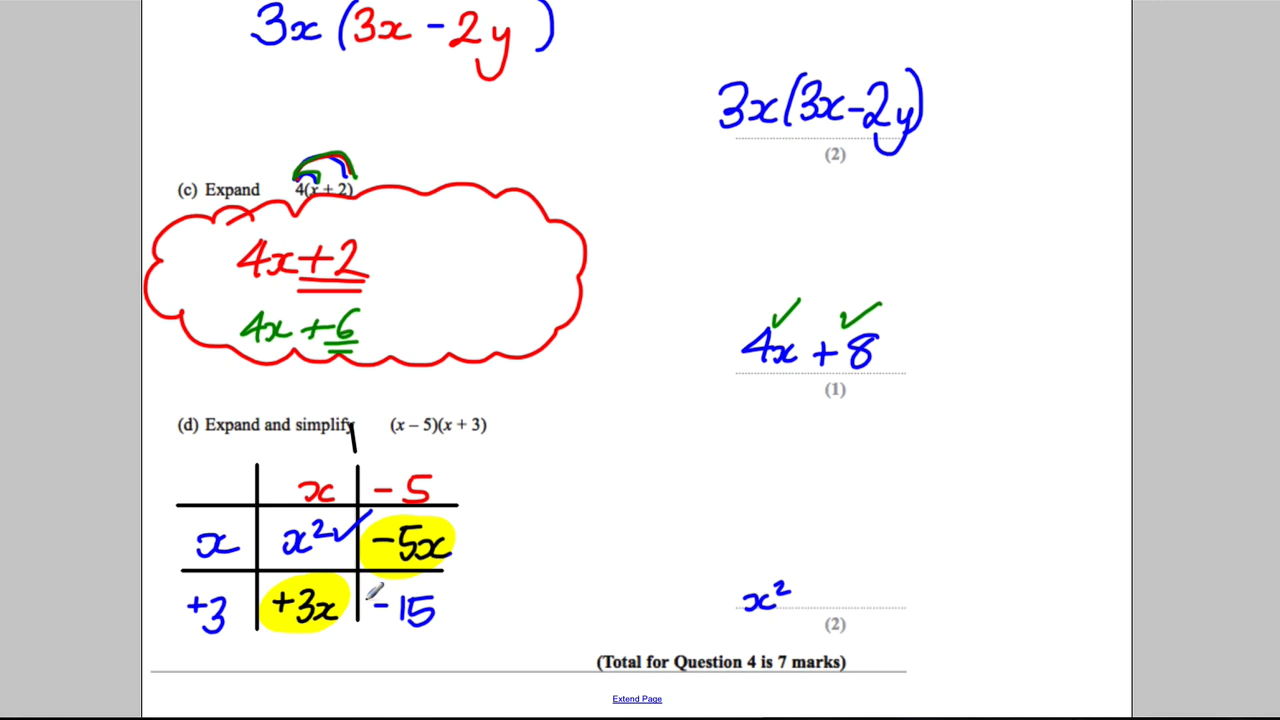 3x(3x - 2y)
3x(3x - 2y)
(2)
(c) Expand 4(x + 2)
4x + 2
4x + 6
4x + 8
(1)
(d) Expand and simplify (x – 5)(x + 3)
x - 5
x x² -5x
+3 +3x -15
x²
(2)
(Total for Question 4 is 7 marks)
Extend Page